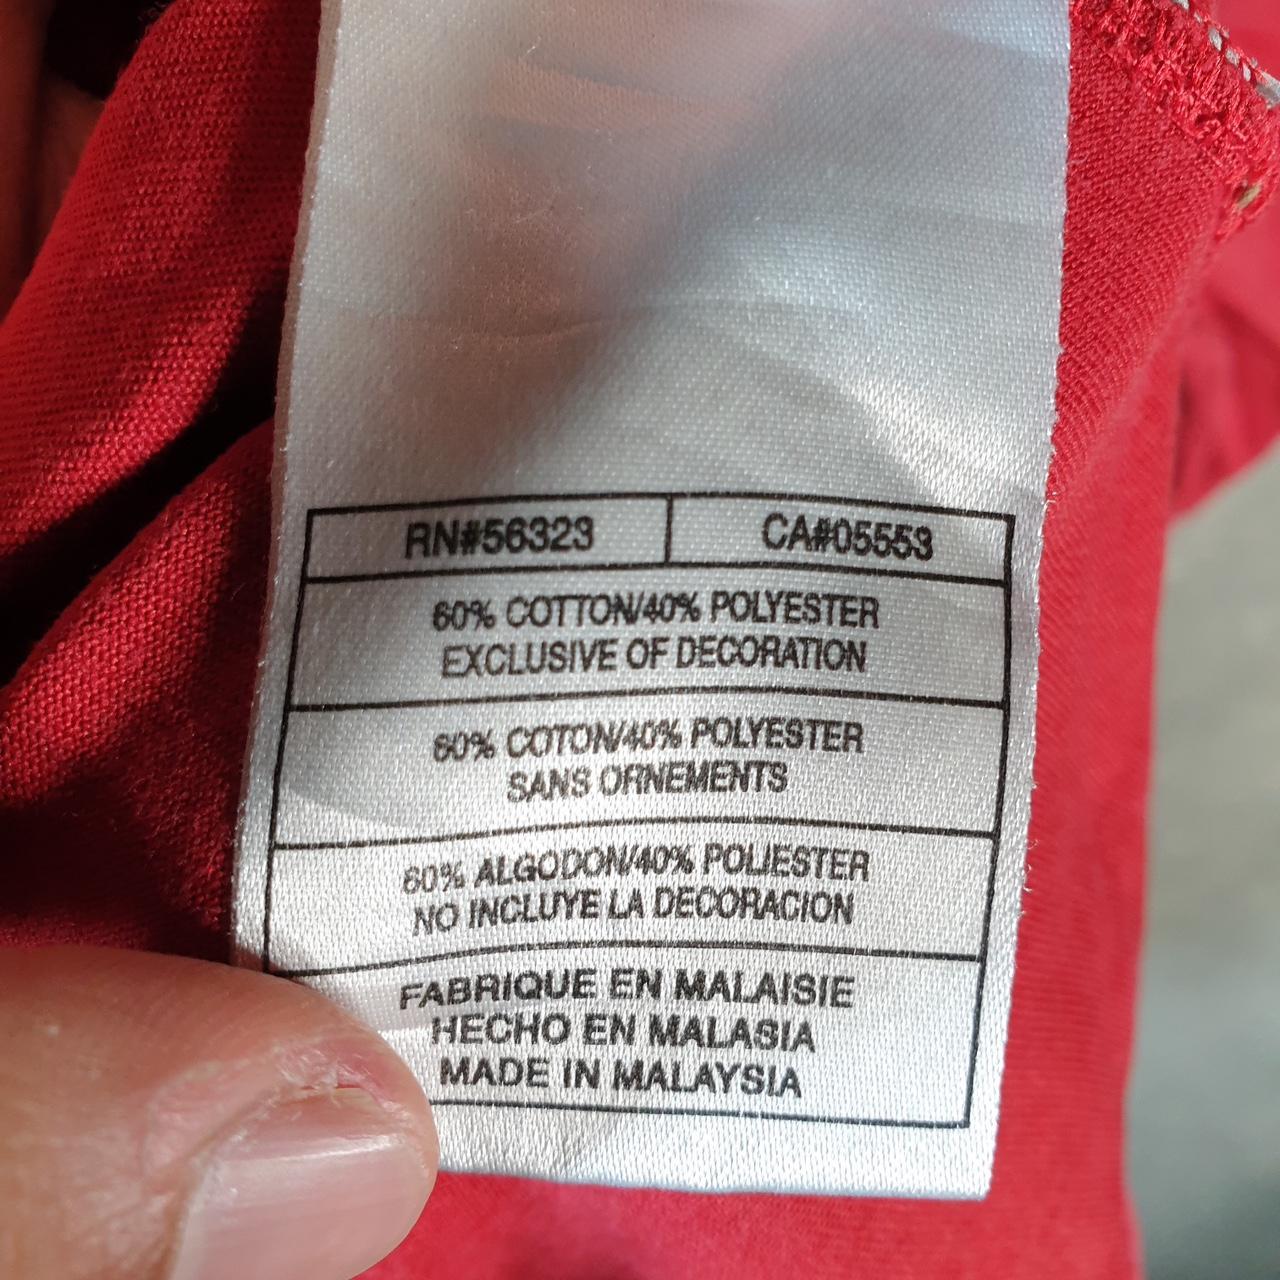 RN#56323 CA#05553
60% COTTON/40% POLYESTER
EXCLUSIVE OF DECORATION
60% COTON/40% POLYESTER
SANS ORNEMENTS
60% ALGODON/40% POLIESTER
NO INCLUYE LA DECORACION
FABRIQUE EN MALAISIE
HECHO EN MALASIA
MADE IN MALAYSIA